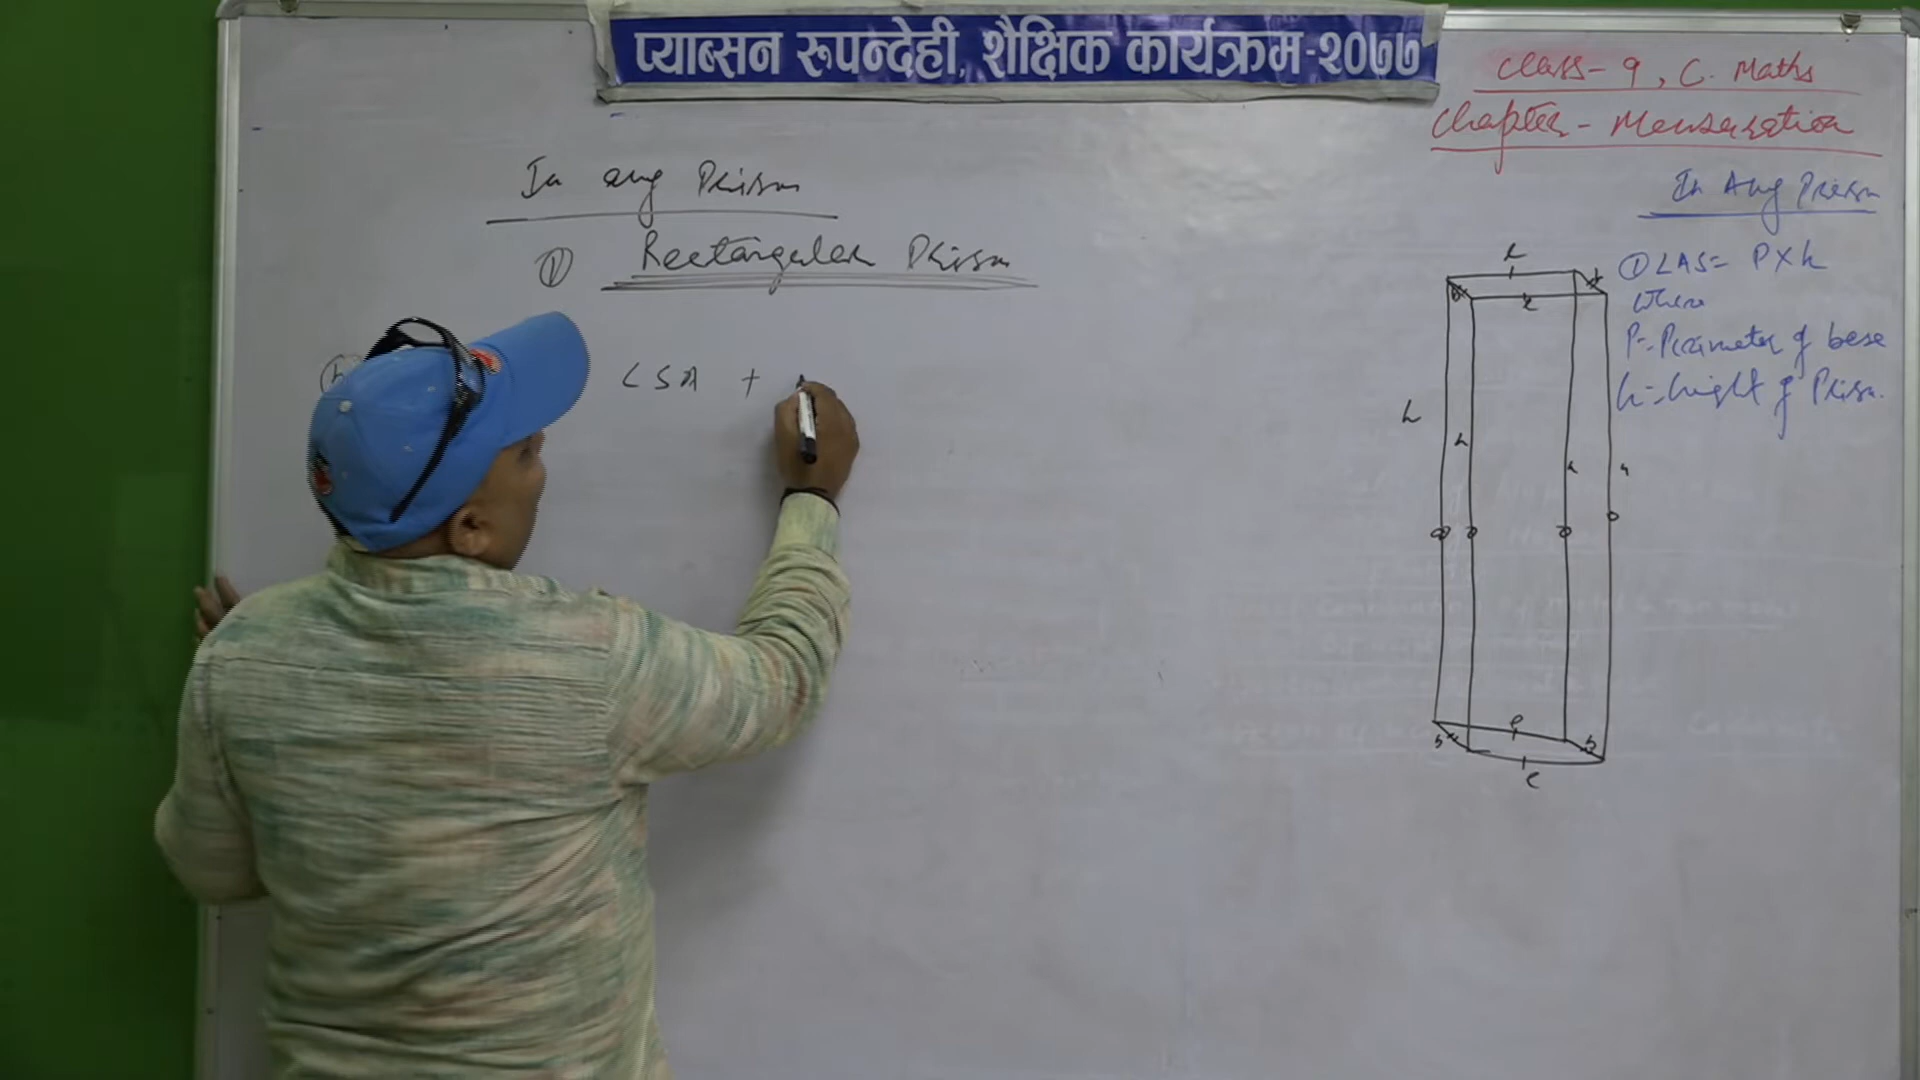 प्याब्सन रुपन्देही, शैक्षिक कार्यक्रम-२०७७
Class-9, C. Maths
Chapter-Mensuration
In any Prism
① Rectangular Prism
LSA +
In Any Prism
① LAS= P×h
Where
P=Perimeter of base
h=height of Prism.
l
b
l
b
h
h
h
h
l
b
b
l